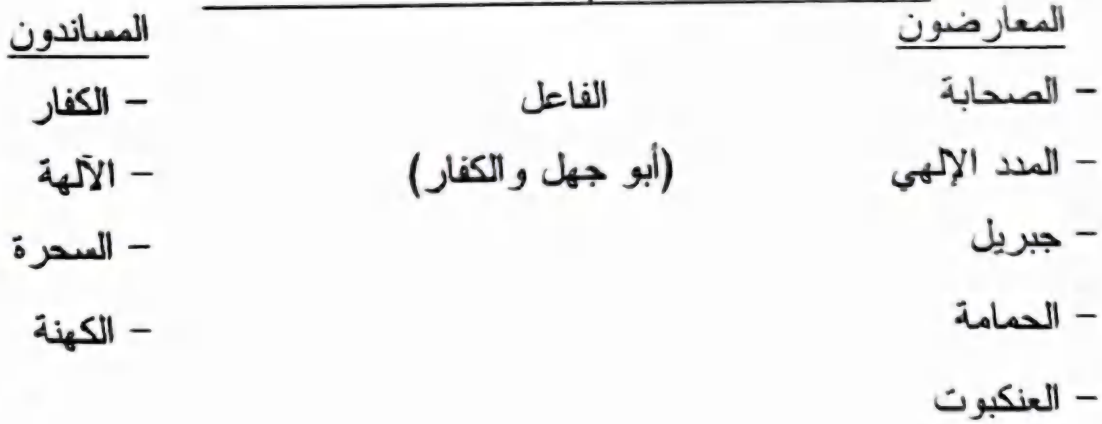 المعارضون المساندون
– الصحابة الفاعل – الكفار
– المدد الإلهي (أبو جهل والكفار) – الآلهة
– جبريل – السحرة
– الحمامة – الكهنة
– العنكبوت